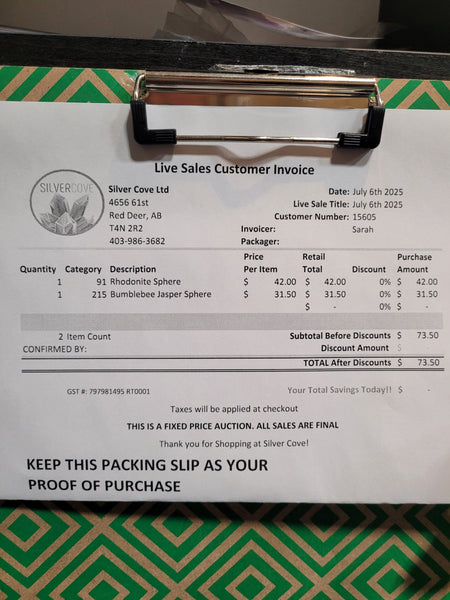 Live Sales Customer Invoice
SILVERCOVE
Silver Cove Ltd
4656 61st
Red Deer, AB
T4N 2R2
403-986-3682
Date: July 6th 2025
Live Sale Title: July 6th 2025
Customer Number: 15605
Invoicer: Sarah
Packager:
Quantity Category Description Price Per Item Retail Total Discount Purchase Amount
1 91 Rhodonite Sphere $ 42.00 $ 42.00 0% $ 42.00
1 215 Bumblebee Jasper Sphere $ 31.50 $ 31.50 0% $ 31.50
$ - 0% $ -
2 Item Count Subtotal Before Discounts $ 73.50
CONFIRMED BY: Discount Amount $ -
TOTAL After Discounts $ 73.50
GST #: 797981495 RT0001 Your Total Savings Today!! $ -
Taxes will be applied at checkout
THIS IS A FIXED PRICE AUCTION. ALL SALES ARE FINAL
Thank you for Shopping at Silver Cove!
KEEP THIS PACKING SLIP AS YOUR
PROOF OF PURCHASE